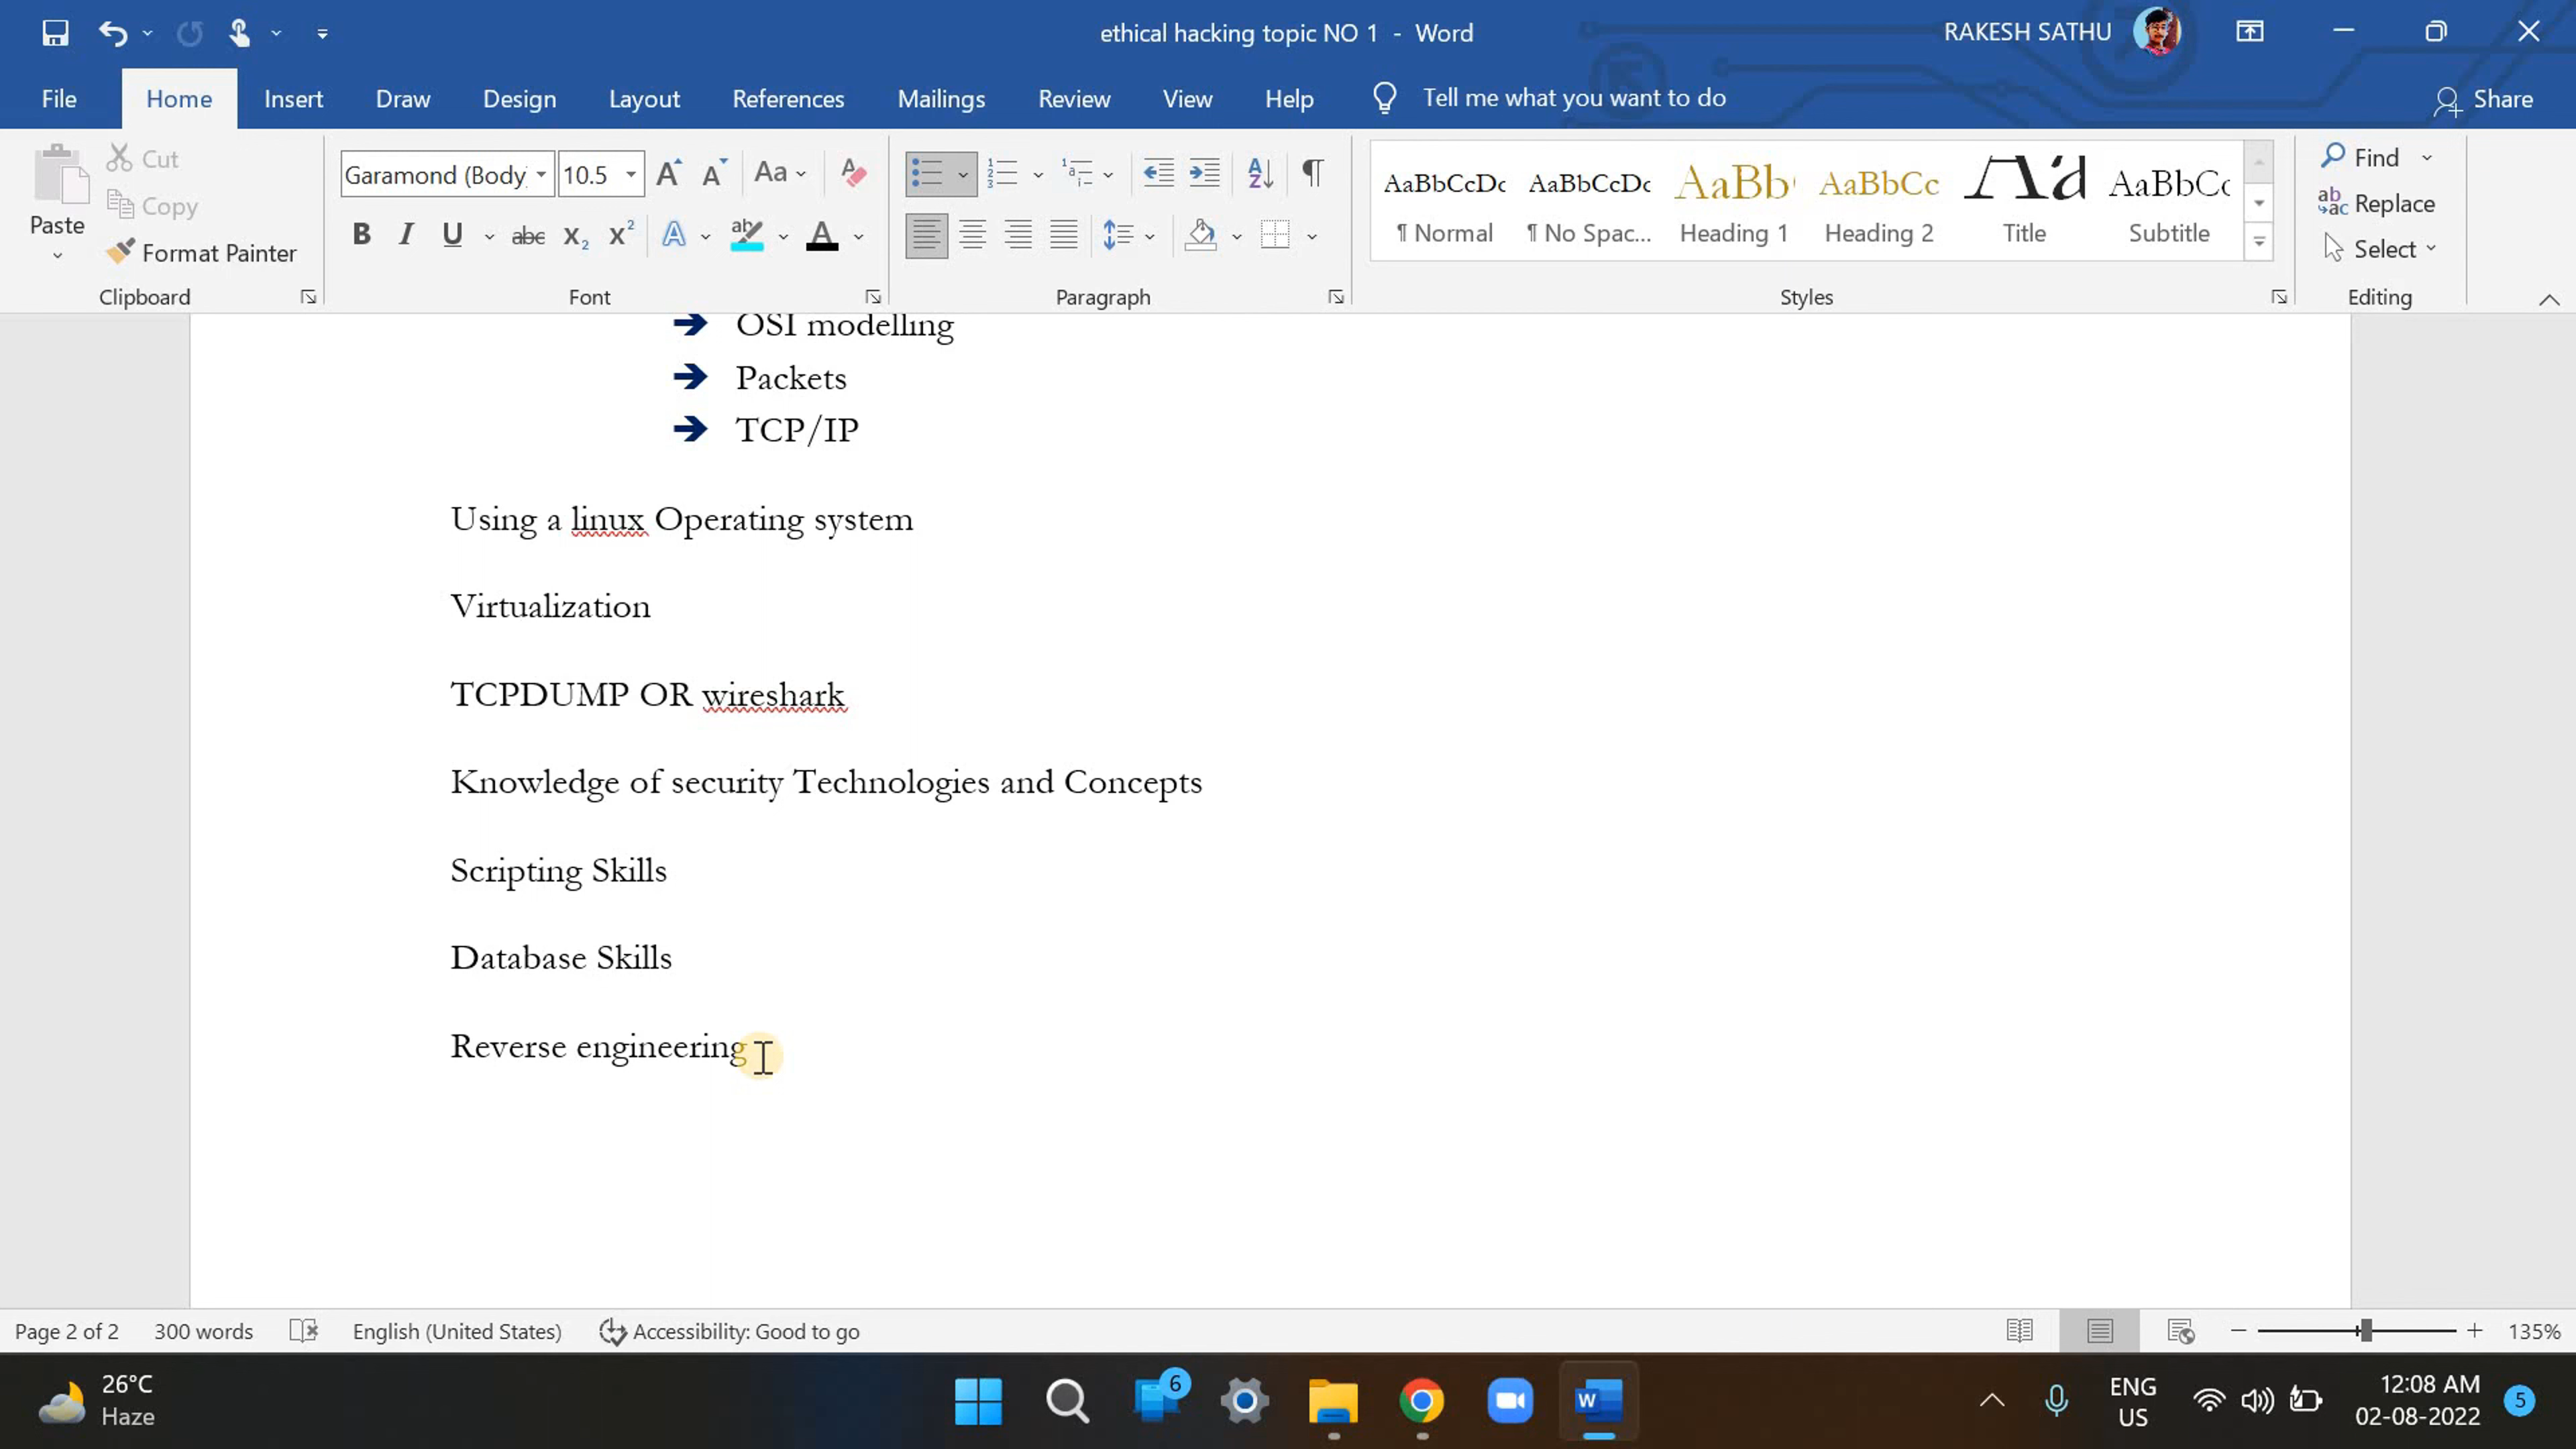 ethical hacking topic NO 1 - Word
RAKESH SATHU
File Home Insert Draw Design Layout References Mailings Review View Help Tell me what you want to do Share
Paste
Cut
Copy
Format Painter
Clipboard
Garamond (Body 10.5
Font
Paragraph
AaBbCcDc AaBbCcDc AaBb AaBbCc AaBbCc
¶ Normal ¶ No Spac... Heading 1 Heading 2 Title Subtitle
Styles
Find
Replace
Select
Editing
➔ OSI modelling
➔ Packets
➔ TCP/IP
Using a linux Operating system
Virtualization
TCPDUMP OR wireshark
Knowledge of security Technologies and Concepts
Scripting Skills
Database Skills
Reverse engineering
Page 2 of 2 300 words English (United States) Accessibility: Good to go 135%
26°C
Haze
6
ENG
US
12:08 AM
02-08-2022
5